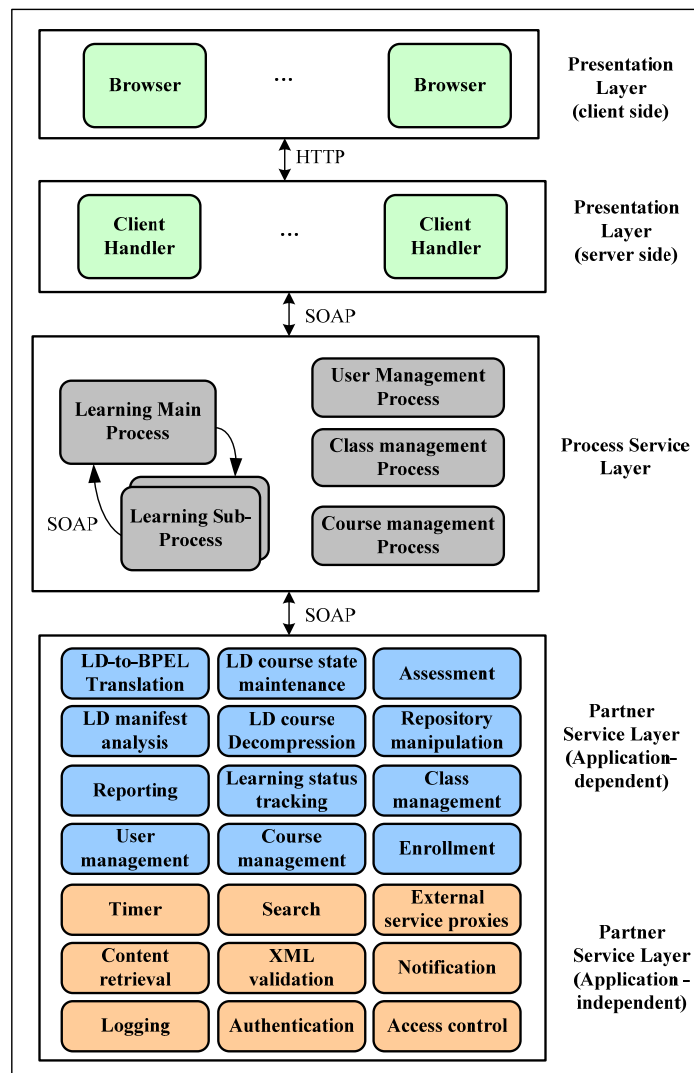 Browser
...
Browser
Presentation
Layer
(client side)
HTTP
Client
Handler
...
Client
Handler
Presentation
Layer
(server side)
SOAP
Learning Main
Process
SOAP
Learning Sub-
Process
User Management
Process
Class management
Process
Course management
Process
Process Service
Layer
SOAP
LD-to-BPEL
Translation
LD course state
maintenance
Assessment
LD manifest
analysis
LD course
Decompression
Repository
manipulation
Reporting
Learning status
tracking
Class
management
User
management
Course
management
Enrollment
Partner
Service Layer
(Application-
dependent)
Timer
Search
External
service proxies
Content
retrieval
XML
validation
Notification
Logging
Authentication
Access control
Partner
Service Layer
(Application -
independent)